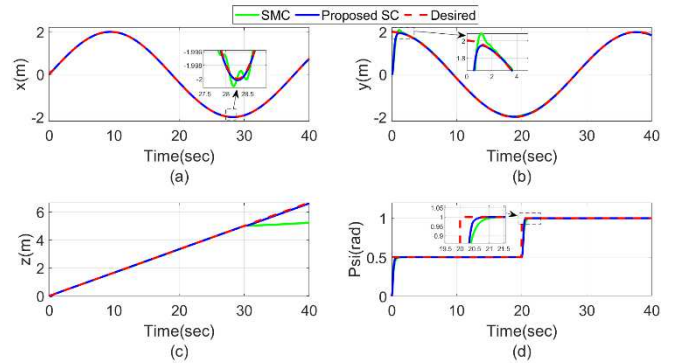 SMC Proposed SC Desired
2
0
-2
x(m)
0 10 20 30 40
Time(sec)
(a)
-1.996
-1.998
-2
27.5 28 28.5
2
0
-2
y(m)
0 10 20 30 40
Time(sec)
(b)
2
0 2 4
6
4
2
0
z(m)
0 10 20 30 40
Time(sec)
(c)
1
0.5
0
Psi(rad)
0 10 20 30 40
Time(sec)
(d)
1.05
1
0.95
0.9
19.5 20 20.5 21 21.5